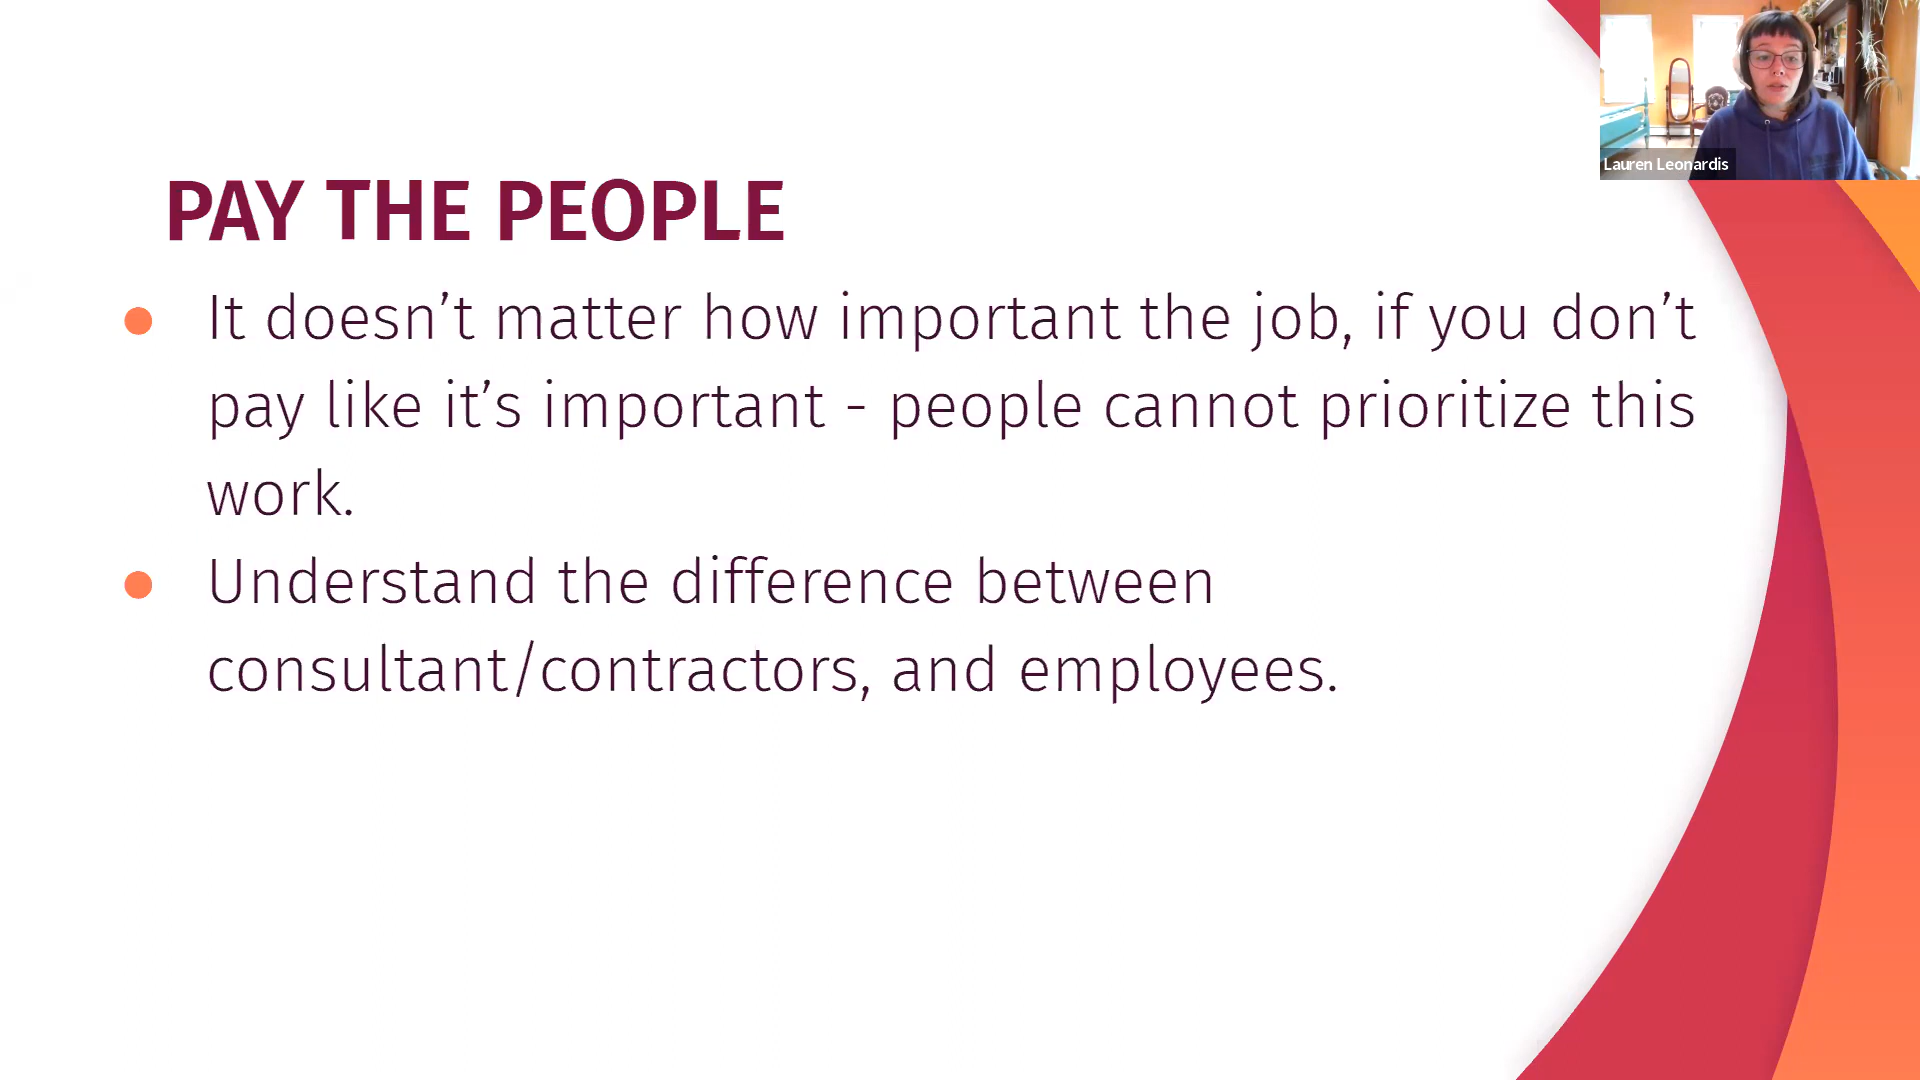 Lauren Leonardis
PAY THE PEOPLE
● It doesn’t matter how important the job, if you don’t
pay like it’s important - people cannot prioritize this
work.
● Understand the difference between
consultant/contractors, and employees.